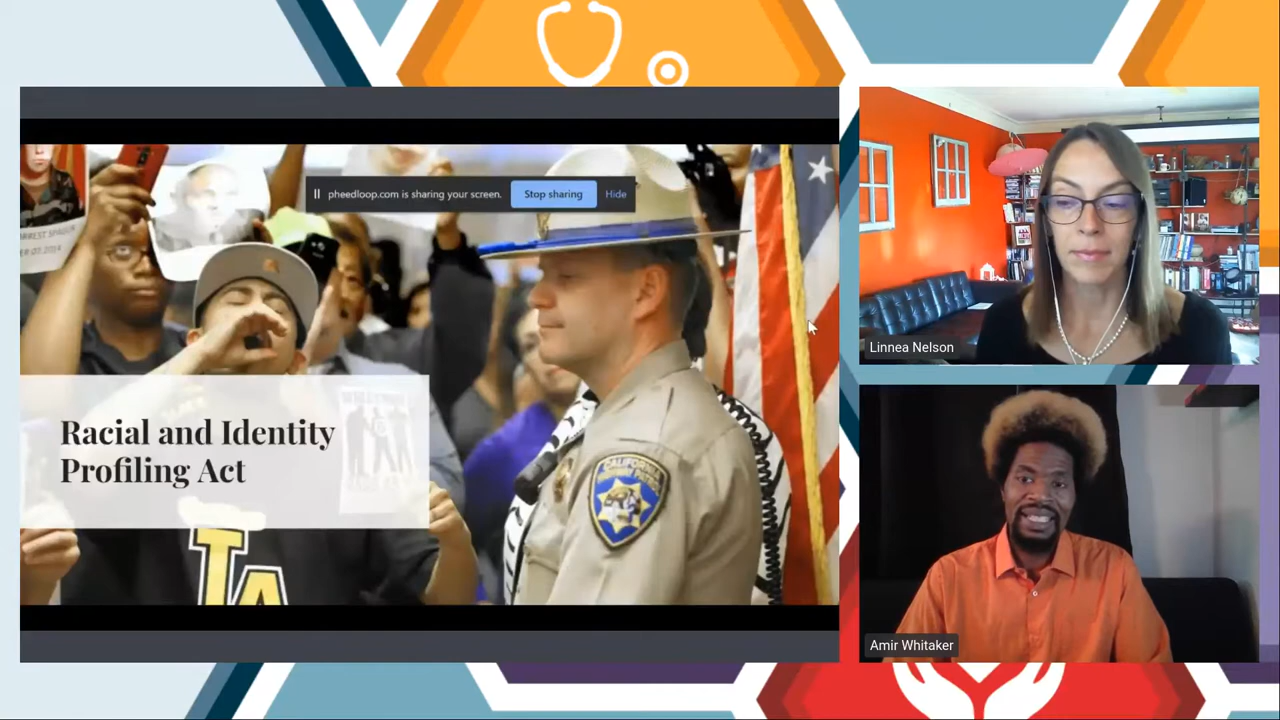 pheedloop.com is sharing your screen. Stop sharing Hide
Racial and Identity
Profiling Act
CALIFORNIA
LA
Linnea Nelson
Amir Whitaker